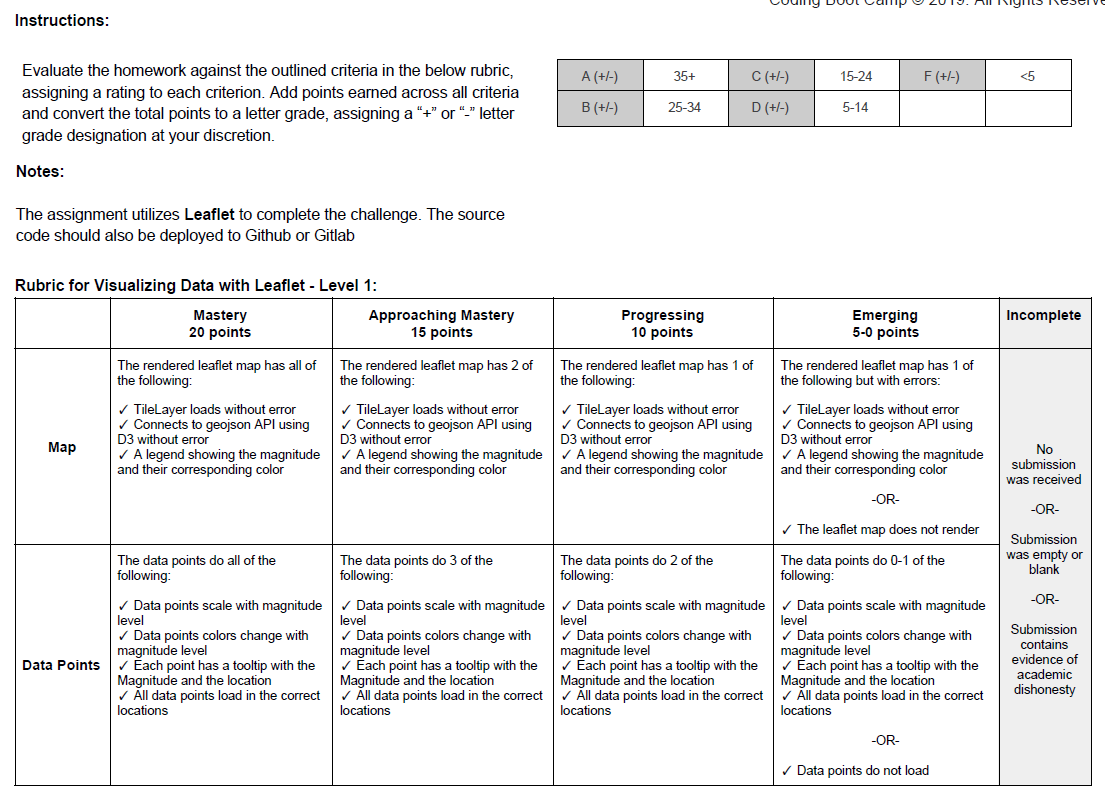 Coding Boot Camp © 2019. All Rights Reserve
Instructions:
Evaluate the homework against the outlined criteria in the below rubric,
assigning a rating to each criterion. Add points earned across all criteria
and convert the total points to a letter grade, assigning a “+” or “-” letter
grade designation at your discretion.
A (+/-) 35+ C (+/-) 15-24 F (+/-) <5
B (+/-) 25-34 D (+/-) 5-14
Notes:
The assignment utilizes Leaflet to complete the challenge. The source
code should also be deployed to Github or Gitlab
Rubric for Visualizing Data with Leaflet - Level 1:
Mastery
20 points
Approaching Mastery
15 points
Progressing
10 points
Emerging
5-0 points
Incomplete
Map
The rendered leaflet map has all of
the following:
✓ TileLayer loads without error
✓ Connects to geojson API using
D3 without error
✓ A legend showing the magnitude
and their corresponding color
The rendered leaflet map has 2 of
the following:
✓ TileLayer loads without error
✓ Connects to geojson API using
D3 without error
✓ A legend showing the magnitude
and their corresponding color
The rendered leaflet map has 1 of
the following:
✓ TileLayer loads without error
✓ Connects to geojson API using
D3 without error
✓ A legend showing the magnitude
and their corresponding color
The rendered leaflet map has 1 of
the following but with errors:
✓ TileLayer loads without error
✓ Connects to geojson API using
D3 without error
✓ A legend showing the magnitude
and their corresponding color
-OR-
✓ The leaflet map does not render
Data Points
The data points do all of the
following:
✓ Data points scale with magnitude
level
✓ Data points colors change with
magnitude level
✓ Each point has a tooltip with the
Magnitude and the location
✓ All data points load in the correct
locations
The data points do 3 of the
following:
✓ Data points scale with magnitude
level
✓ Data points colors change with
magnitude level
✓ Each point has a tooltip with the
Magnitude and the location
✓ All data points load in the correct
locations
The data points do 2 of the
following:
✓ Data points scale with magnitude
level
✓ Data points colors change with
magnitude level
✓ Each point has a tooltip with the
Magnitude and the location
✓ All data points load in the correct
locations
The data points do 0-1 of the
following:
✓ Data points scale with magnitude
level
✓ Data points colors change with
magnitude level
✓ Each point has a tooltip with the
Magnitude and the location
✓ All data points load in the correct
locations
-OR-
✓ Data points do not load
No
submission
was received
-OR-
Submission
was empty or
blank
-OR-
Submission
contains
evidence of
academic
dishonesty